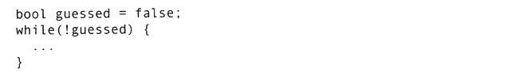 bool guessed = false;
while(!guessed) {
  ...
}